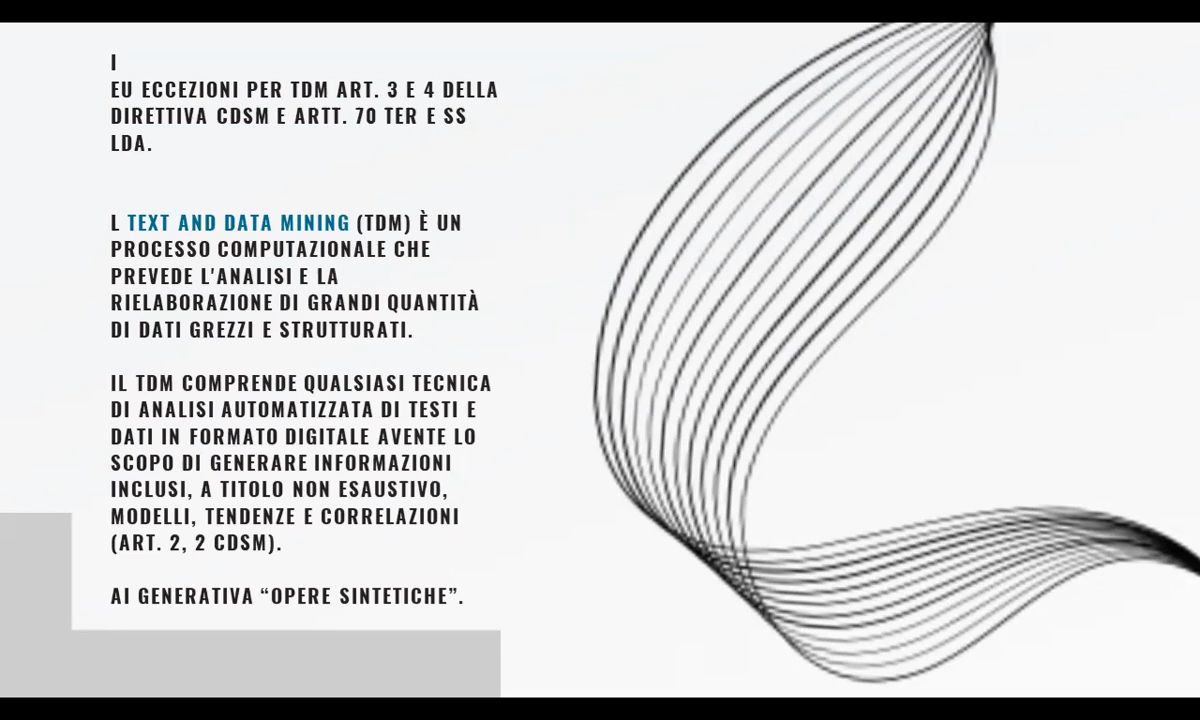 I
EU ECCEZIONI PER TDM ART. 3 E 4 DELLA
DIRETTIVA CDSM E ARTT. 70 TER E SS
LDA.
L TEXT AND DATA MINING (TDM) È UN
PROCESSO COMPUTAZIONALE CHE
PREVEDE L'ANALISI E LA
RIELABORAZIONE DI GRANDI QUANTITÀ
DI DATI GREZZI E STRUTTURATI.
IL TDM COMPRENDE QUALSIASI TECNICA
DI ANALISI AUTOMATIZZATA DI TESTI E
DATI IN FORMATO DIGITALE AVENTE LO
SCOPO DI GENERARE INFORMAZIONI
INCLUSI, A TITOLO NON ESAUSTIVO,
MODELLI, TENDENZE E CORRELAZIONI
(ART. 2, 2 CDSM).
AI GENERATIVA “OPERE SINTETICHE”.